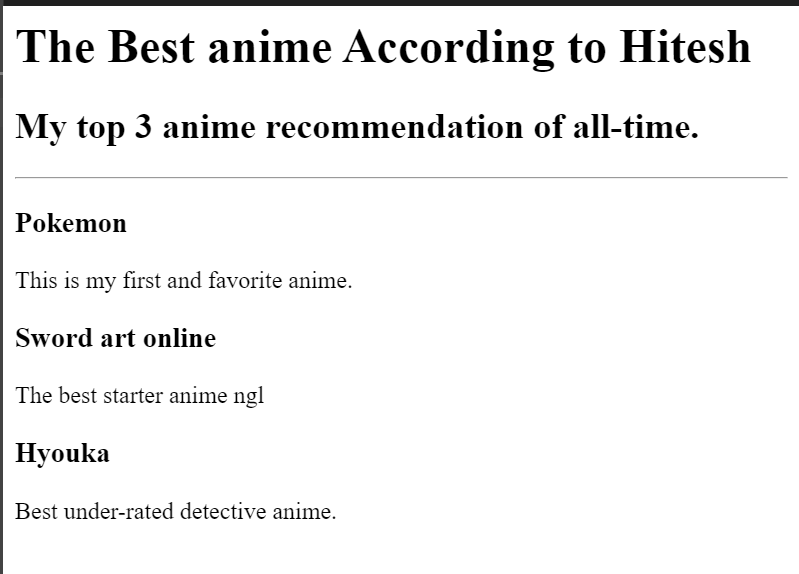 The Best anime According to Hitesh
My top 3 anime recommendation of all-time.
Pokemon
This is my first and favorite anime.
Sword art online
The best starter anime ngl
Hyouka
Best under-rated detective anime.